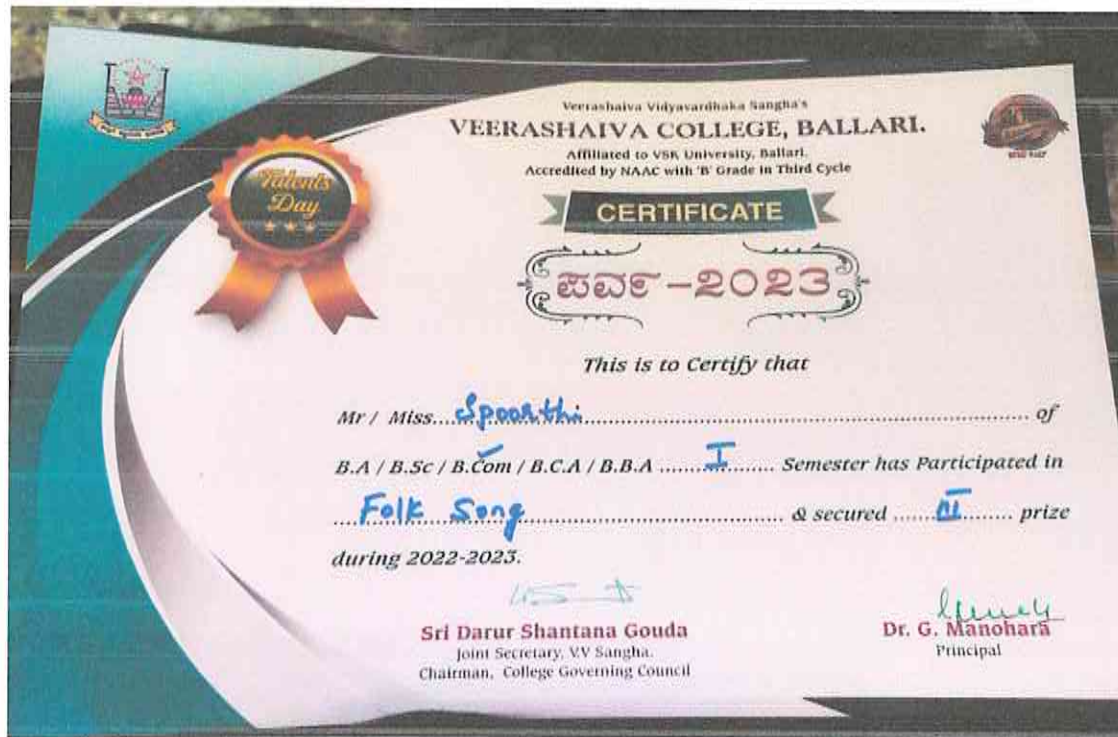 Veerashaiva Vidyavardhaka Sangha's
VEERASHAIVA COLLEGE, BALLARI.
Affiliated to VSK University, Ballari.
Accredited by NAAC with 'B' Grade in Third Cycle
Talents
Day
CERTIFICATE
ಪರ್ವ-2023
This is to Certify that
Mr / Miss....Spoorthi.... of
B.A / B.Sc / B.Com / B.C.A / B.B.A ....I.... Semester has Participated in
....Folk Song.... & secured ....III.... prize
during 2022-2023.
Sri Darur Shantana Gouda
Joint Secretary, V.V Sangha.
Chairman, College Governing Council
Dr. G. Manohara
Principal